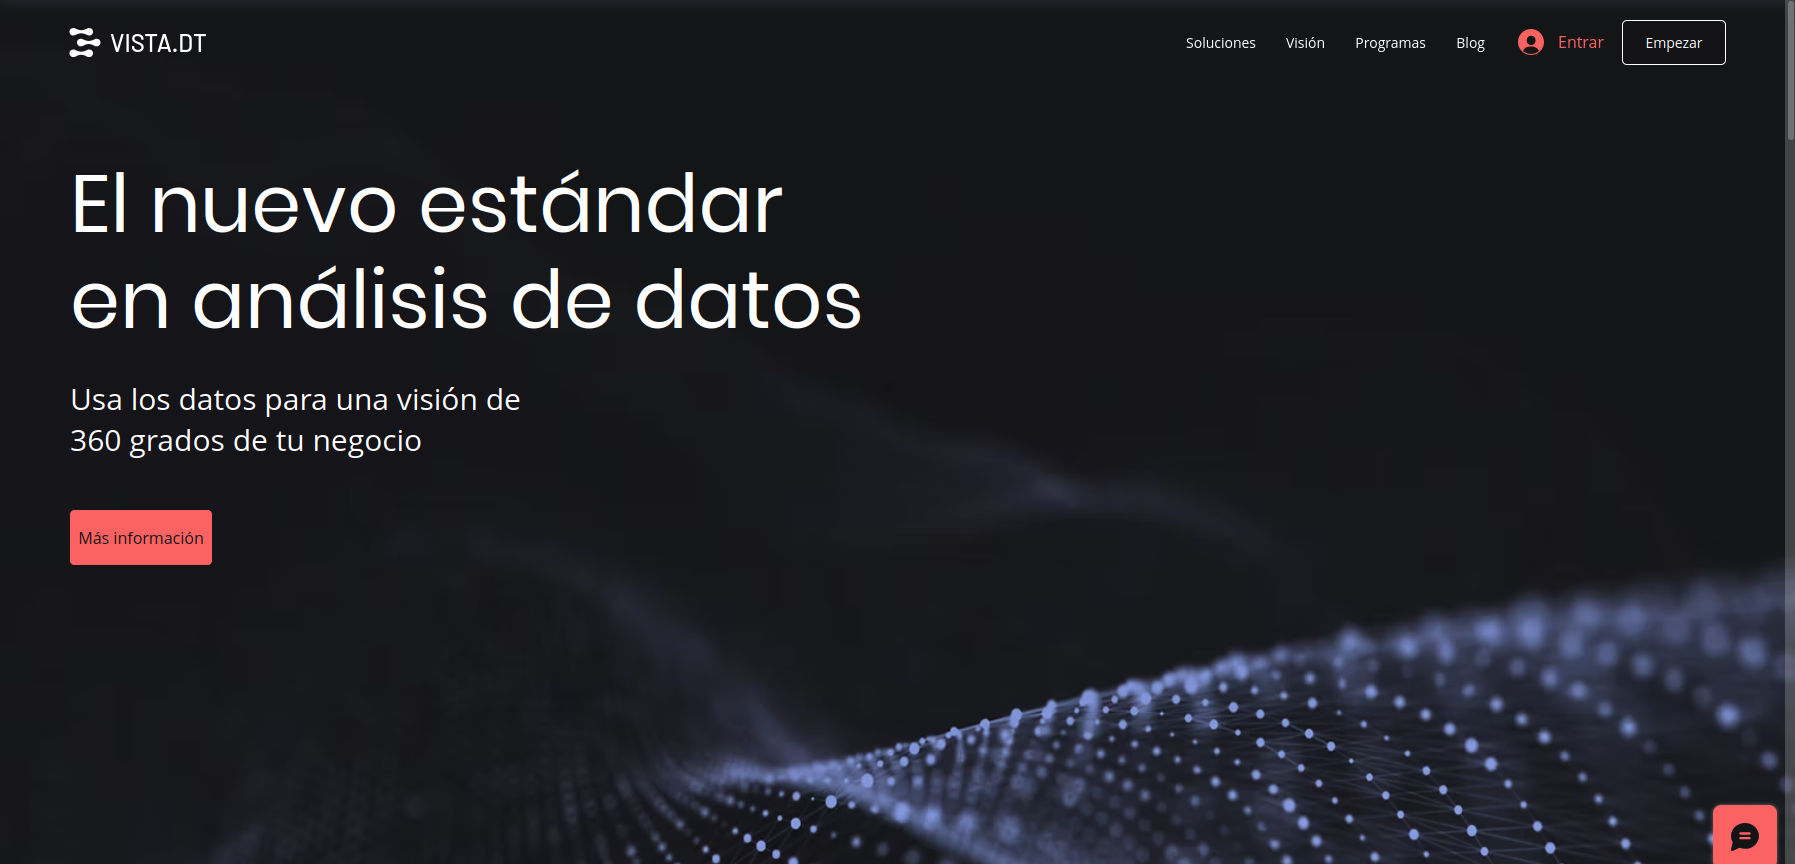 VISTA.DT
Soluciones
Visión
Programas
Blog
Entrar
Empezar
El nuevo estándar
en análisis de datos
Usa los datos para una visión de
360 grados de tu negocio
Más información